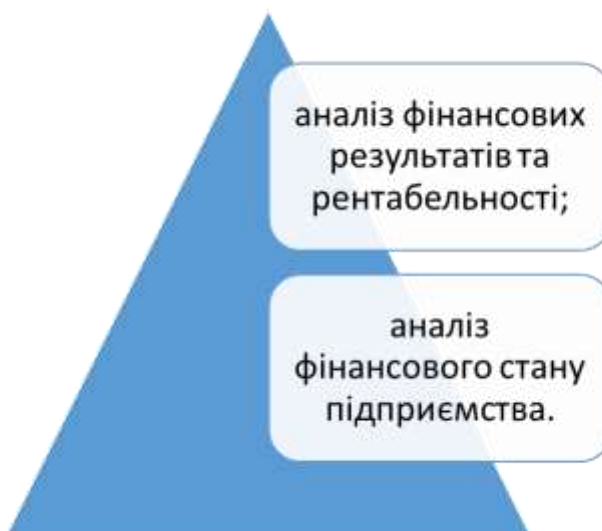 аналіз фінансових
результатів та
рентабельності;
аналіз
фінансового стану
підприємства.